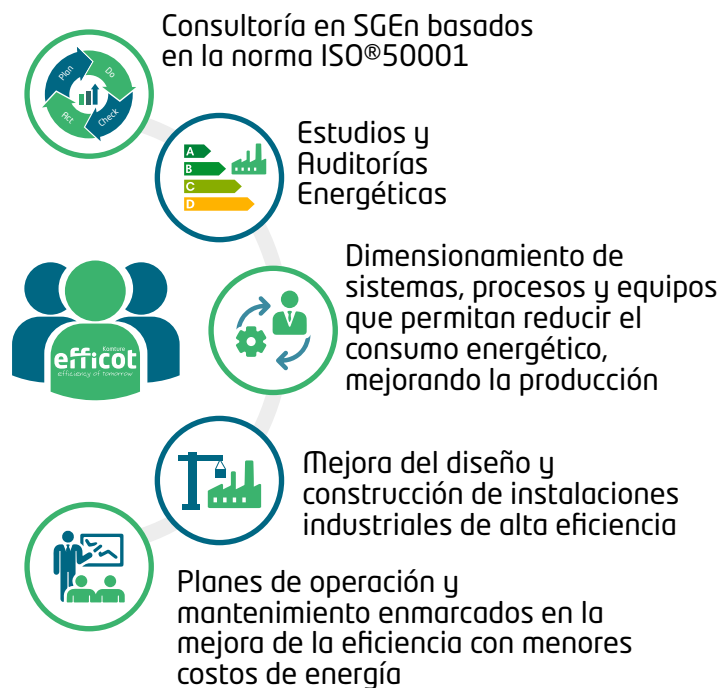 Consultoría en SGEn basados
en la norma ISO®50001
Plan
Do
Act
Check
Estudios y
Auditorías
Energéticas
A
B
C
D
Dimensionamiento de
sistemas, procesos y equipos
que permitan reducir el
consumo energético,
mejorando la producción
Komtura
efficot
efficiency of tomorrow
Mejora del diseño y
construcción de instalaciones
industriales de alta eficiencia
Planes de operación y
mantenimiento enmarcados en la
mejora de la eficiencia con menores
costos de energía